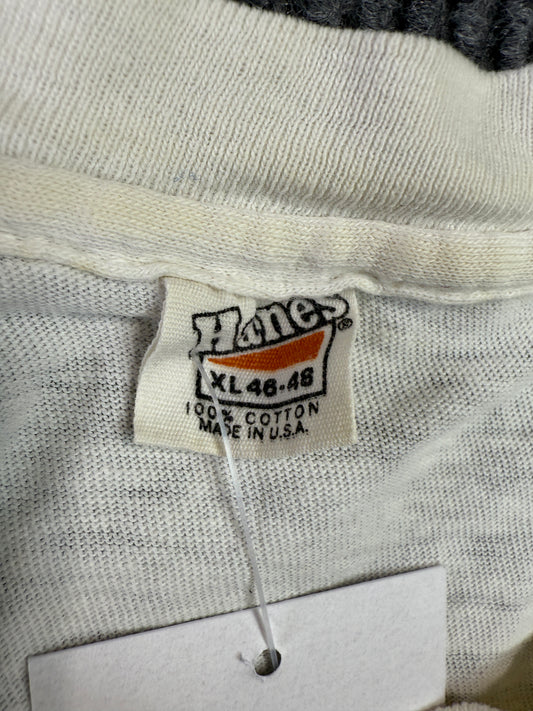 Hanes®
XL 46-48
100% COTTON
MADE IN U.S.A.